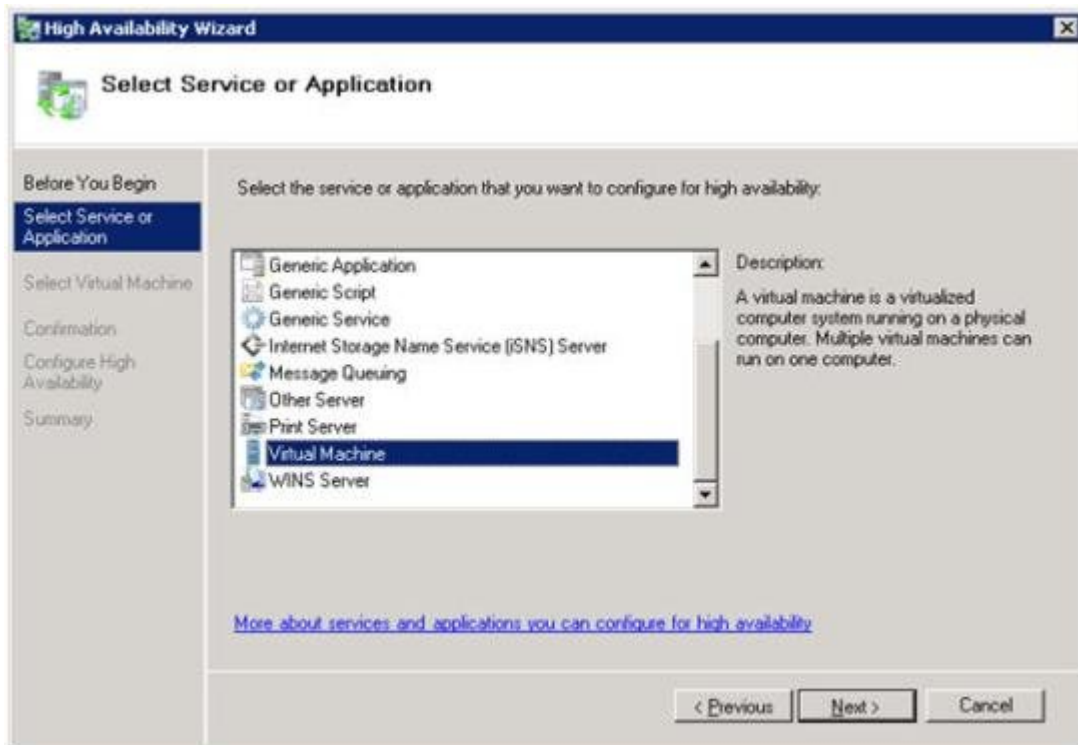 High Availability Wizard
Select Service or Application
Before You Begin
Select Service or
Application
Select Virtual Machine
Confirmation
Configure High
Availability
Summary
Select the service or application that you want to configure for high availability:
Generic Application
Generic Script
Generic Service
Internet Storage Name Service (iSNS) Server
Message Queuing
Other Server
Print Server
Virtual Machine
WINS Server
Description:
A virtual machine is a virtualized
computer system running on a physical
computer. Multiple virtual machines can
run on one computer.
More about services and applications you can configure for high availability
< Previous
Next >
Cancel